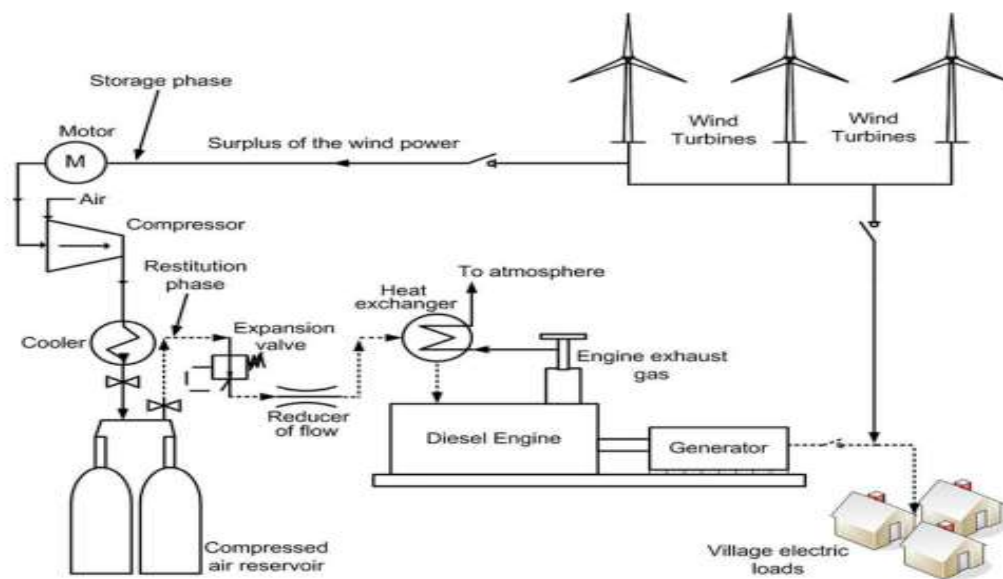 Storage phase
Motor
M
Surplus of the wind power
Wind
Turbines
Wind
Turbines
Air
Compressor
Restitution
phase
To atmosphere
Heat
exchanger
Cooler
Expansion
valve
Engine exhaust
gas
Reducer
of flow
Diesel Engine
Generator
Compressed
air reservoir
Village electric
loads